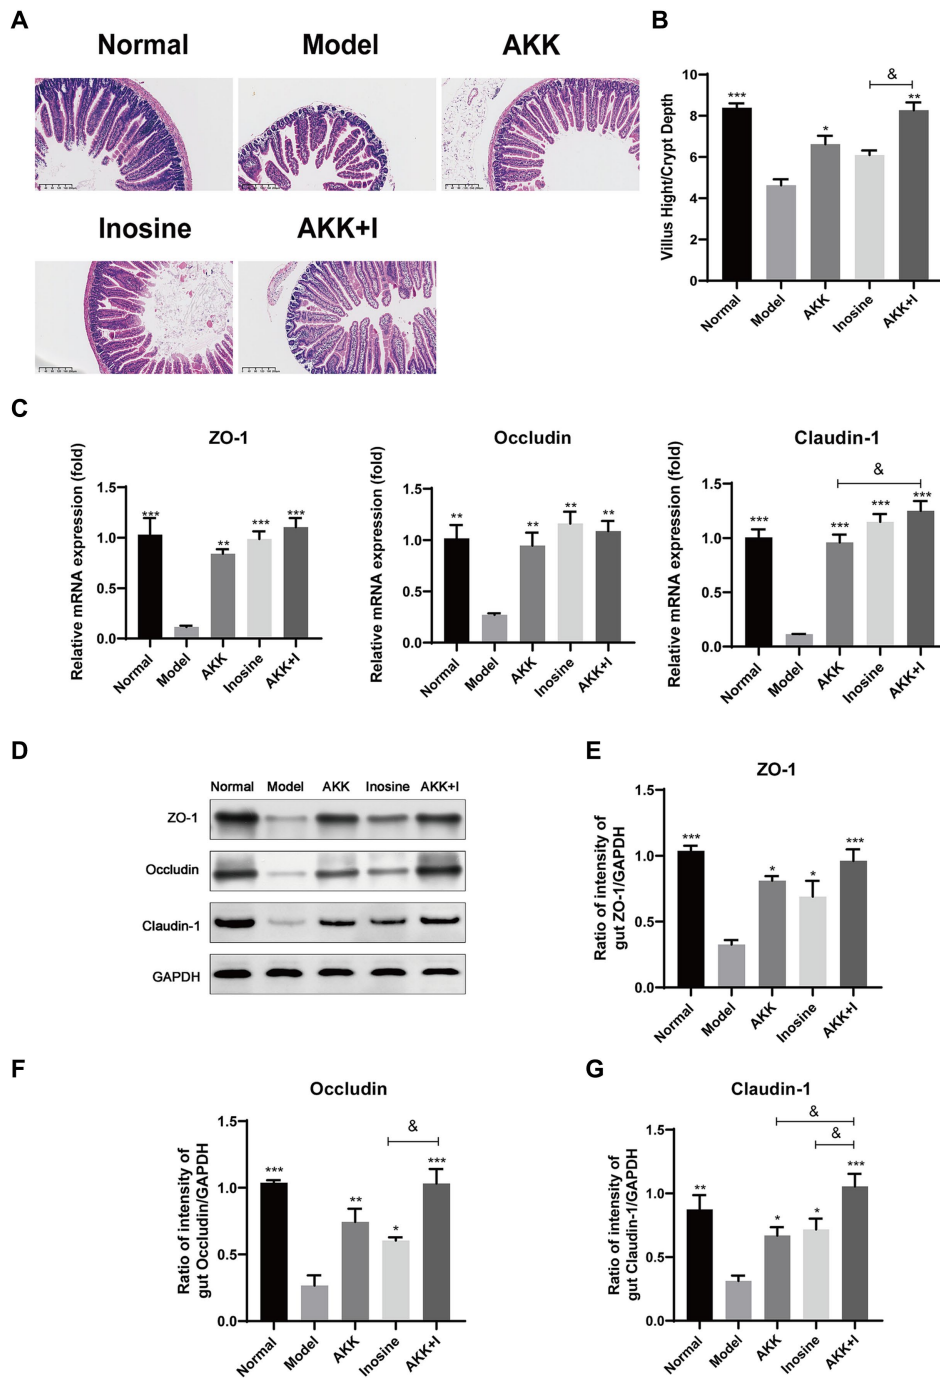 A
Normal
Model
AKK
Inosine
AKK+I
B
Villus Hight/Crypt Depth
10
8
6
4
2
0
***
*
&
**
Normal
Model
AKK
Inosine
AKK+I
C
ZO-1
Relative mRNA expression (fold)
1.5
1.0
0.5
0.0
***
**
***
***
Normal
Model
AKK
Inosine
AKK+I
Occludin
Relative mRNA expression (fold)
1.5
1.0
0.5
0.0
**
**
**
**
Normal
Model
AKK
Inosine
AKK+I
Claudin-1
Relative mRNA expression (fold)
1.5
1.0
0.5
0.0
&
***
***
***
***
Normal
Model
AKK
Inosine
AKK+I
D
Normal Model AKK Inosine AKK+I
ZO-1
Occludin
Claudin-1
GAPDH
E
ZO-1
Ratio of intensity of
gut ZO-1/GAPDH
1.5
1.0
0.5
0.0
***
*
*
***
Normal
Model
AKK
Inosine
AKK+I
F
Occludin
Ratio of intensity of
gut Occludin/GAPDH
1.5
1.0
0.5
0.0
&
***
**
*
***
Normal
Model
AKK
Inosine
AKK+I
G
Claudin-1
Ratio of intensity of
gut Claudin-1/GAPDH
1.5
1.0
0.5
0.0
&
&
**
*
*
***
Normal
Model
AKK
Inosine
AKK+I